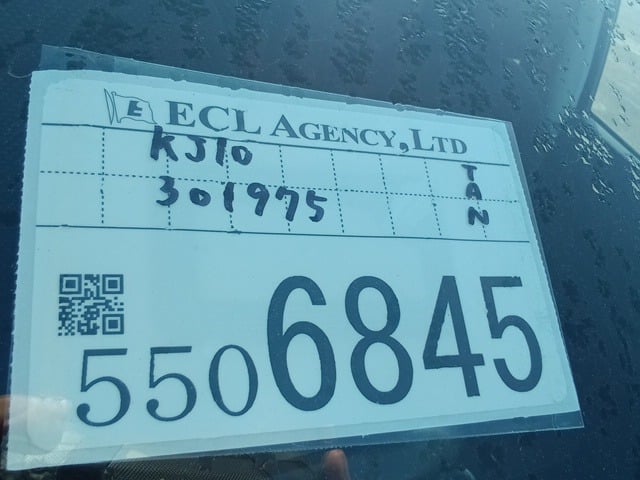 E ECL AGENCY, LTD
KJ10 TAN
301975
5506845